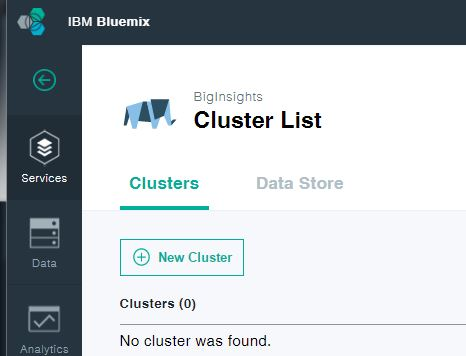 IBM Bluemix
BigInsights
Cluster List
Services
Clusters
Data Store
Data
New Cluster
Clusters (0)
Analytics
No cluster was found.